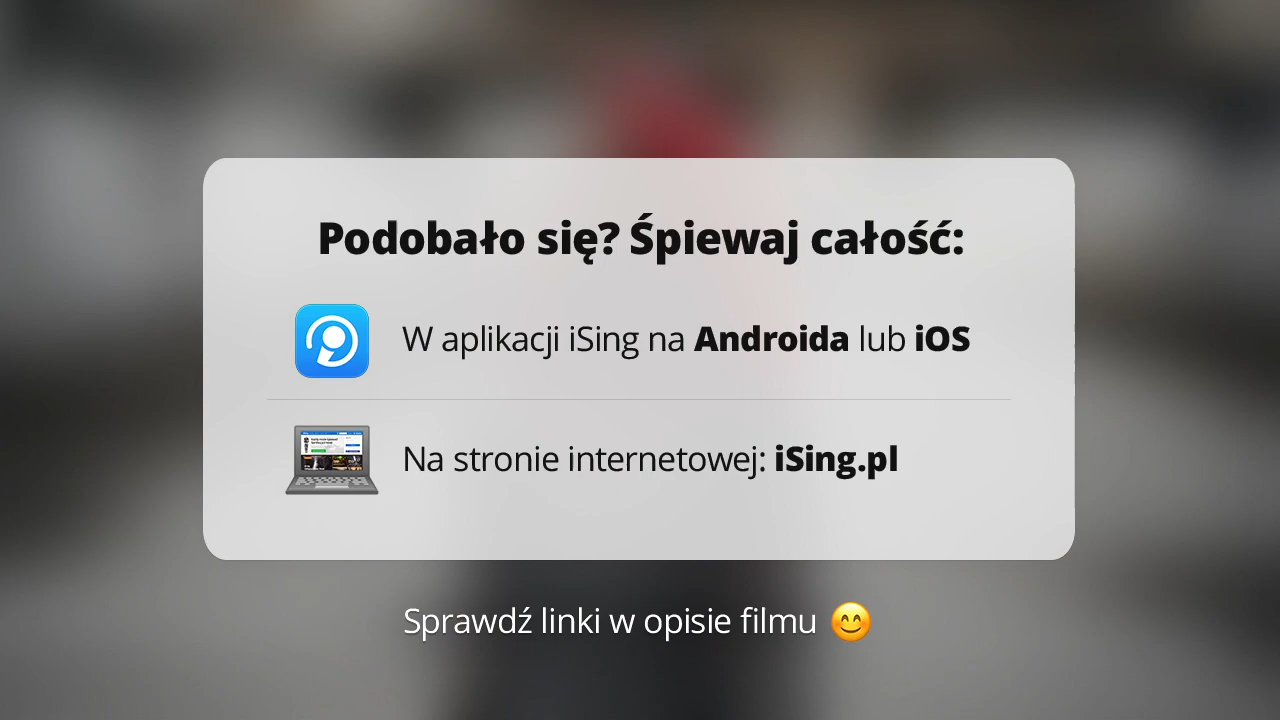 Podobało się? Śpiewaj całość:
W aplikacji iSing na Androida lub iOS
Na stronie internetowej: iSing.pl
Sprawdź linki w opisie filmu 😊